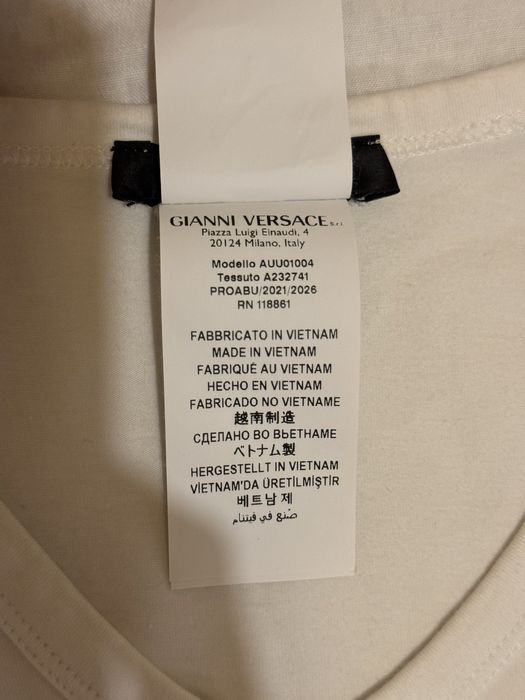 GIANNI VERSACE s.r.l
Piazza Luigi Einaudi, 4
20124 Milano, Italy
Modello AUU01004
Tessuto A232741
PROABU/2021/2026
RN 118861
FABBRICATO IN VIETNAM
MADE IN VIETNAM
FABRIQUÉ AU VIETNAM
HECHO EN VIETNAM
FABRICADO NO VIETNAME
越南制造
СДЕЛАНО ВО ВЬЕТНАМЕ
ベトナム製
HERGESTELLT IN VIETNAM
VİETNAM'DA ÜRETİLMİŞTİR
베트남 제
صنع في فيتنام